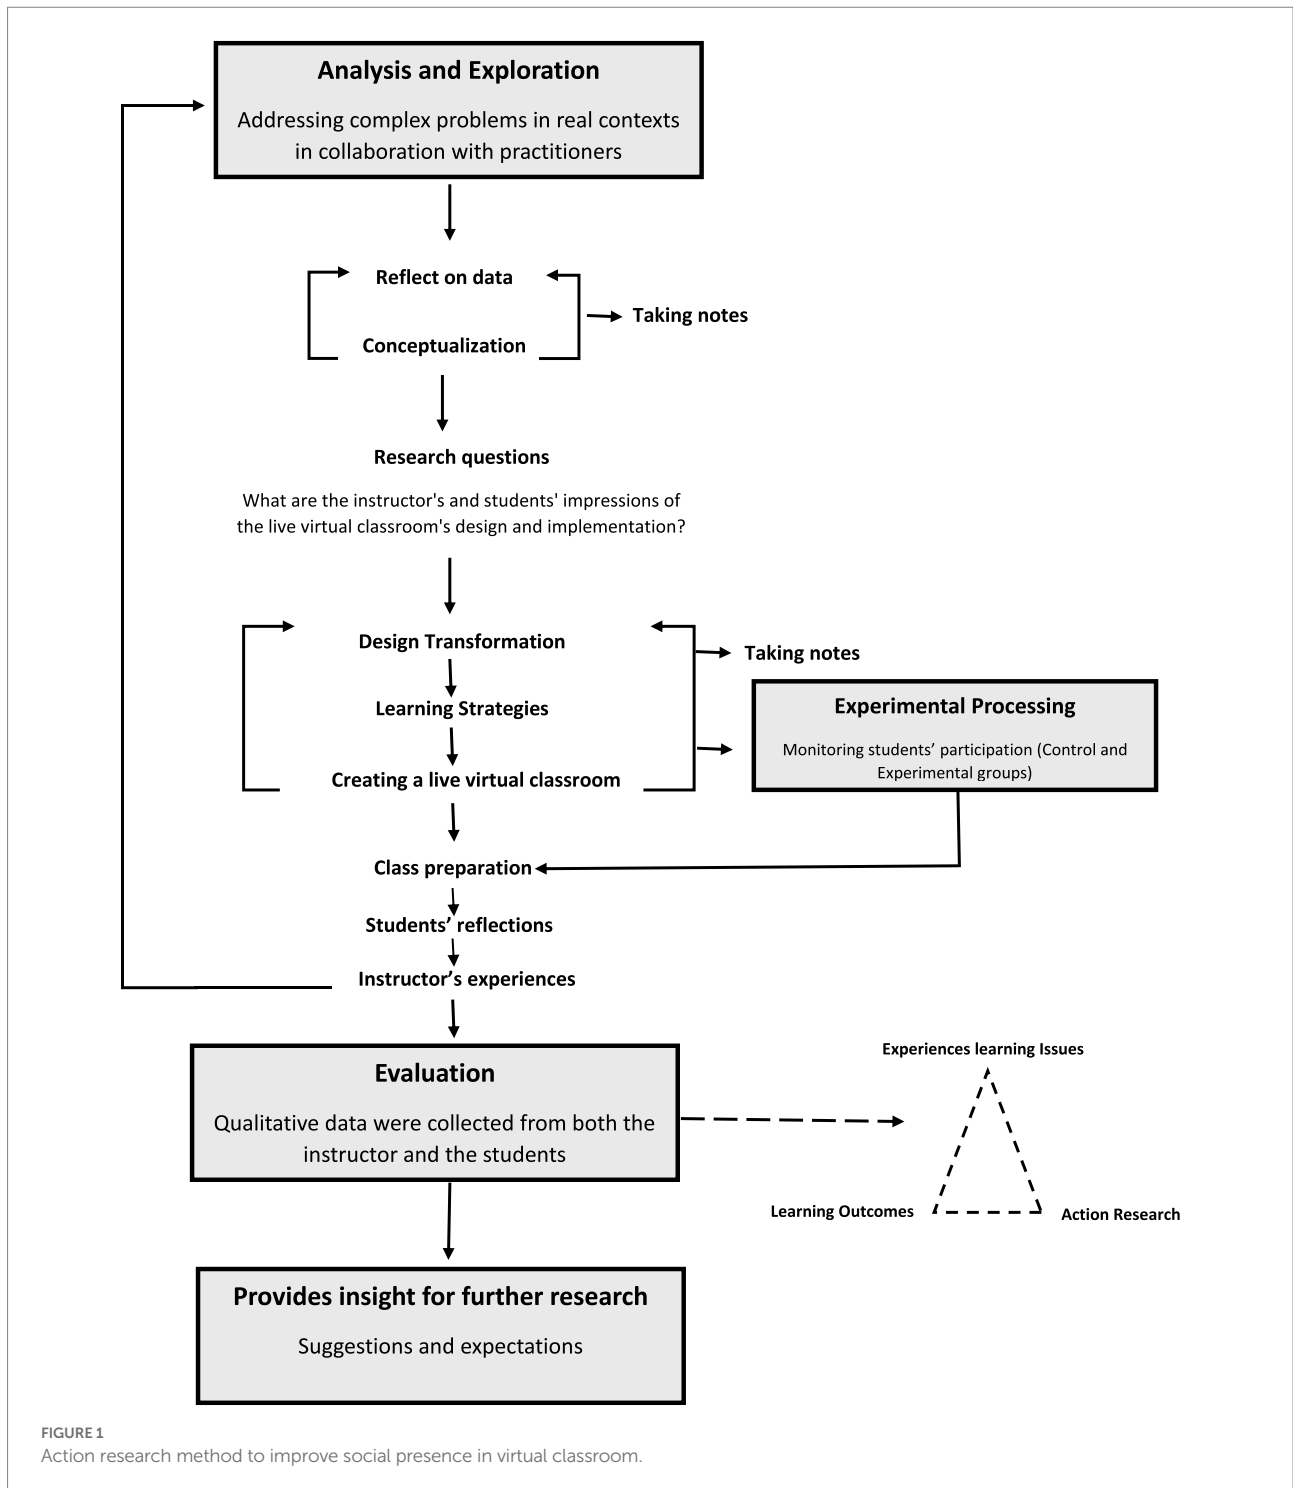 Analysis and Exploration
Addressing complex problems in real contexts
in collaboration with practitioners
Reflect on data
Taking notes
Conceptualization
Research questions
What are the instructor's and students' impressions of
the live virtual classroom's design and implementation?
Design Transformation
Taking notes
Learning Strategies
Creating a live virtual classroom
Experimental Processing
Monitoring students’ participation (Control and
Experimental groups)
Class preparation
Students’ reflections
Instructor’s experiences
Evaluation
Qualitative data were collected from both the
instructor and the students
Experiences learning Issues
Learning Outcomes
Action Research
Provides insight for further research
Suggestions and expectations
FIGURE 1
Action research method to improve social presence in virtual classroom.